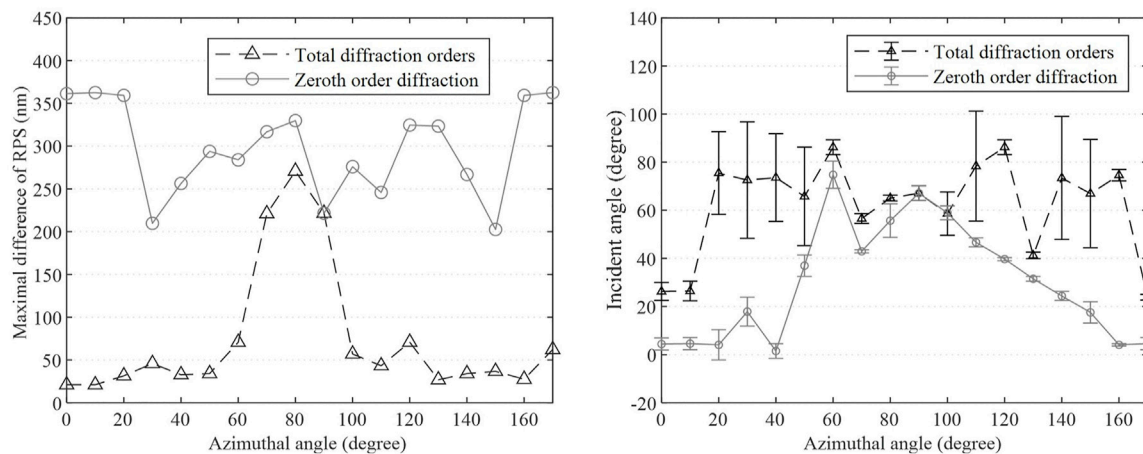 450
400
350
300
250
200
150
100
50
0
Maximal difference of RPS (nm)
Total diffraction orders
Zeroth order diffraction
0 20 40 60 80 100 120 140 160
Azimuthal angle (degree)
140
120
100
80
60
40
20
0
-20
Incident angle (degree)
Total diffraction orders
Zeroth order diffraction
0 20 40 60 80 100 120 140 160
Azimuthal angle (degree)